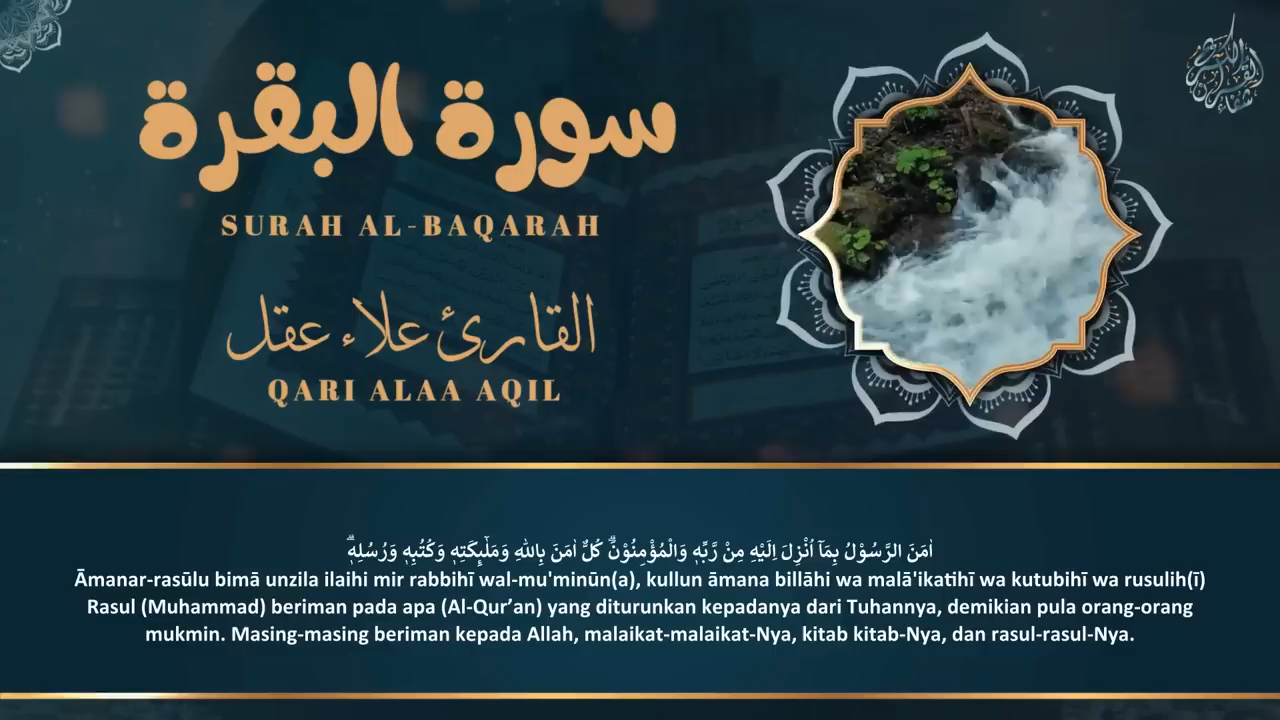 سورة البقرة
SURAH AL-BAQARAH
القارئ علاء عقل
QARI ALAA AQIL
القرآن الكريم شفاء
اٰمَنَ الرَّسُوْلُ بِمَآ اُنْزِلَ اِلَيْهِ مِنْ رَّبِّهٖ وَالْمُؤْمِنُوْنَۗ كُلٌّ اٰمَنَ بِاللّٰهِ وَمَلٰۤىِٕكَتِهٖ وَكُتُبِهٖ وَرُسُلِهٖۗ
Āmanar-rasūlu bimā unzila ilaihi mir rabbihī wal-mu'minūn(a), kullun āmana billāhi wa malā'ikatihī wa kutubihī wa rusulih(ī)
Rasul (Muhammad) beriman pada apa (Al-Qur’an) yang diturunkan kepadanya dari Tuhannya, demikian pula orang-orang
mukmin. Masing-masing beriman kepada Allah, malaikat-malaikat-Nya, kitab kitab-Nya, dan rasul-rasul-Nya.